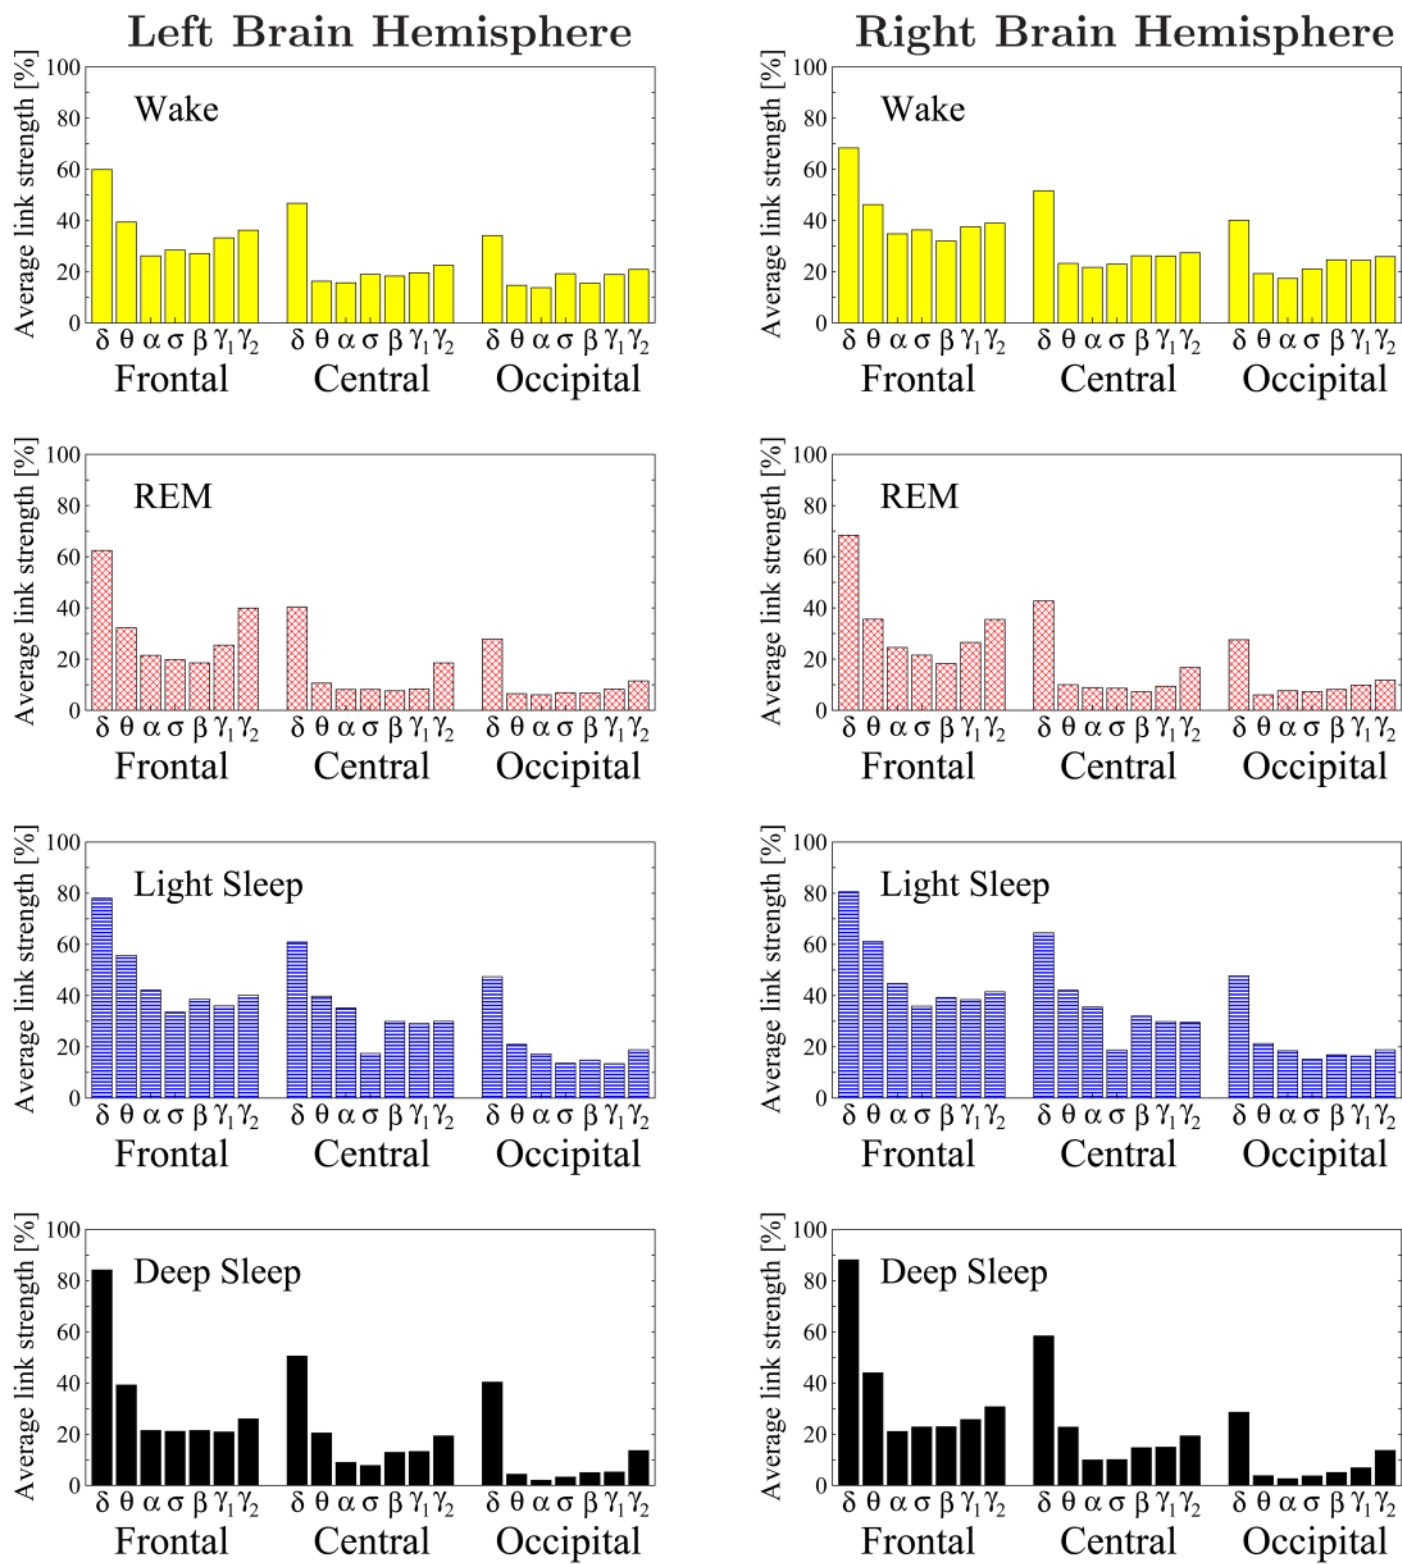 Left Brain Hemisphere
Right Brain Hemisphere
Average link strength [%]
100
80
60
40
20
0
Wake
δ θ α σ β γ1 γ2 δ θ α σ β γ1 γ2 δ θ α σ β γ1 γ2
Frontal Central Occipital
Average link strength [%]
100
80
60
40
20
0
Wake
δ θ α σ β γ1 γ2 δ θ α σ β γ1 γ2 δ θ α σ β γ1 γ2
Frontal Central Occipital
Average link strength [%]
100
80
60
40
20
0
REM
δ θ α σ β γ1 γ2 δ θ α σ β γ1 γ2 δ θ α σ β γ1 γ2
Frontal Central Occipital
Average link strength [%]
100
80
60
40
20
0
REM
δ θ α σ β γ1 γ2 δ θ α σ β γ1 γ2 δ θ α σ β γ1 γ2
Frontal Central Occipital
Average link strength [%]
100
80
60
40
20
0
Light Sleep
δ θ α σ β γ1 γ2 δ θ α σ β γ1 γ2 δ θ α σ β γ1 γ2
Frontal Central Occipital
Average link strength [%]
100
80
60
40
20
0
Light Sleep
δ θ α σ β γ1 γ2 δ θ α σ β γ1 γ2 δ θ α σ β γ1 γ2
Frontal Central Occipital
Average link strength [%]
100
80
60
40
20
0
Deep Sleep
δ θ α σ β γ1 γ2 δ θ α σ β γ1 γ2 δ θ α σ β γ1 γ2
Frontal Central Occipital
Average link strength [%]
100
80
60
40
20
0
Deep Sleep
δ θ α σ β γ1 γ2 δ θ α σ β γ1 γ2 δ θ α σ β γ1 γ2
Frontal Central Occipital